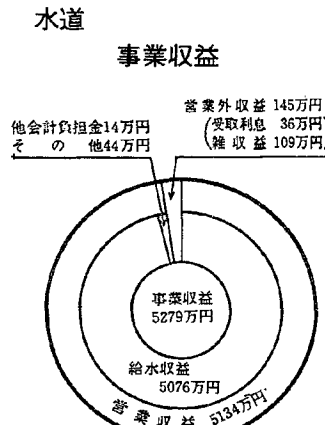 水道
事業収益
営業外収益 145万円
(受取利息 36万円)
(雑収益 109万円)
他会計負担金14万円
その他44万円
事業収益
5279万円
給水収益
5076万円
営業収益 5134万円